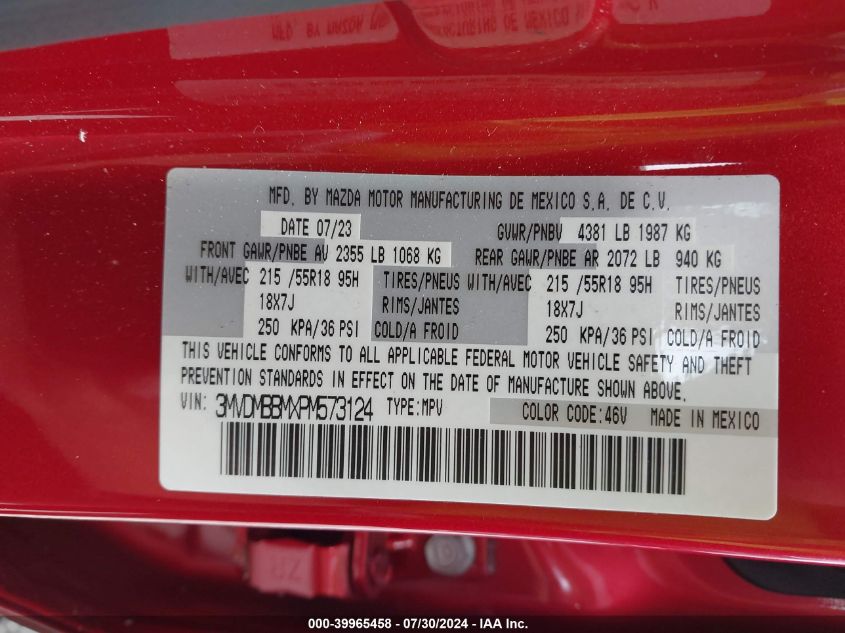 MFD. BY MAZDA MOTOR MANUFACTURING DE MEXICO S.A. DE C.V.
DATE 07/23 GVWR/PNBV 4381 LB 1987 KG
FRONT GAWR/PNBE AV 2355 LB 1068 KG REAR GAWR/PNBE AR 2072 LB 940 KG
WITH/AVEC 215 /55R18 95H TIRES/PNEUS WITH/AVEC 215 /55R18 95H TIRES/PNEUS
18X7J RIMS/JANTES 18X7J RIMS/JANTES
250 KPA/36 PSI COLD/A FROID 250 KPA/36 PSI COLD/A FROID
THIS VEHICLE CONFORMS TO ALL APPLICABLE FEDERAL MOTOR VEHICLE SAFETY AND THEFT
PREVENTION STANDARDS IN EFFECT ON THE DATE OF MANUFACTURE SHOWN ABOVE.
VIN: 3MVDMBBMXPM573124 TYPE:MPV COLOR CODE:46V MADE IN MEXICO
000-39965458 - 07/30/2024 - IAA Inc.